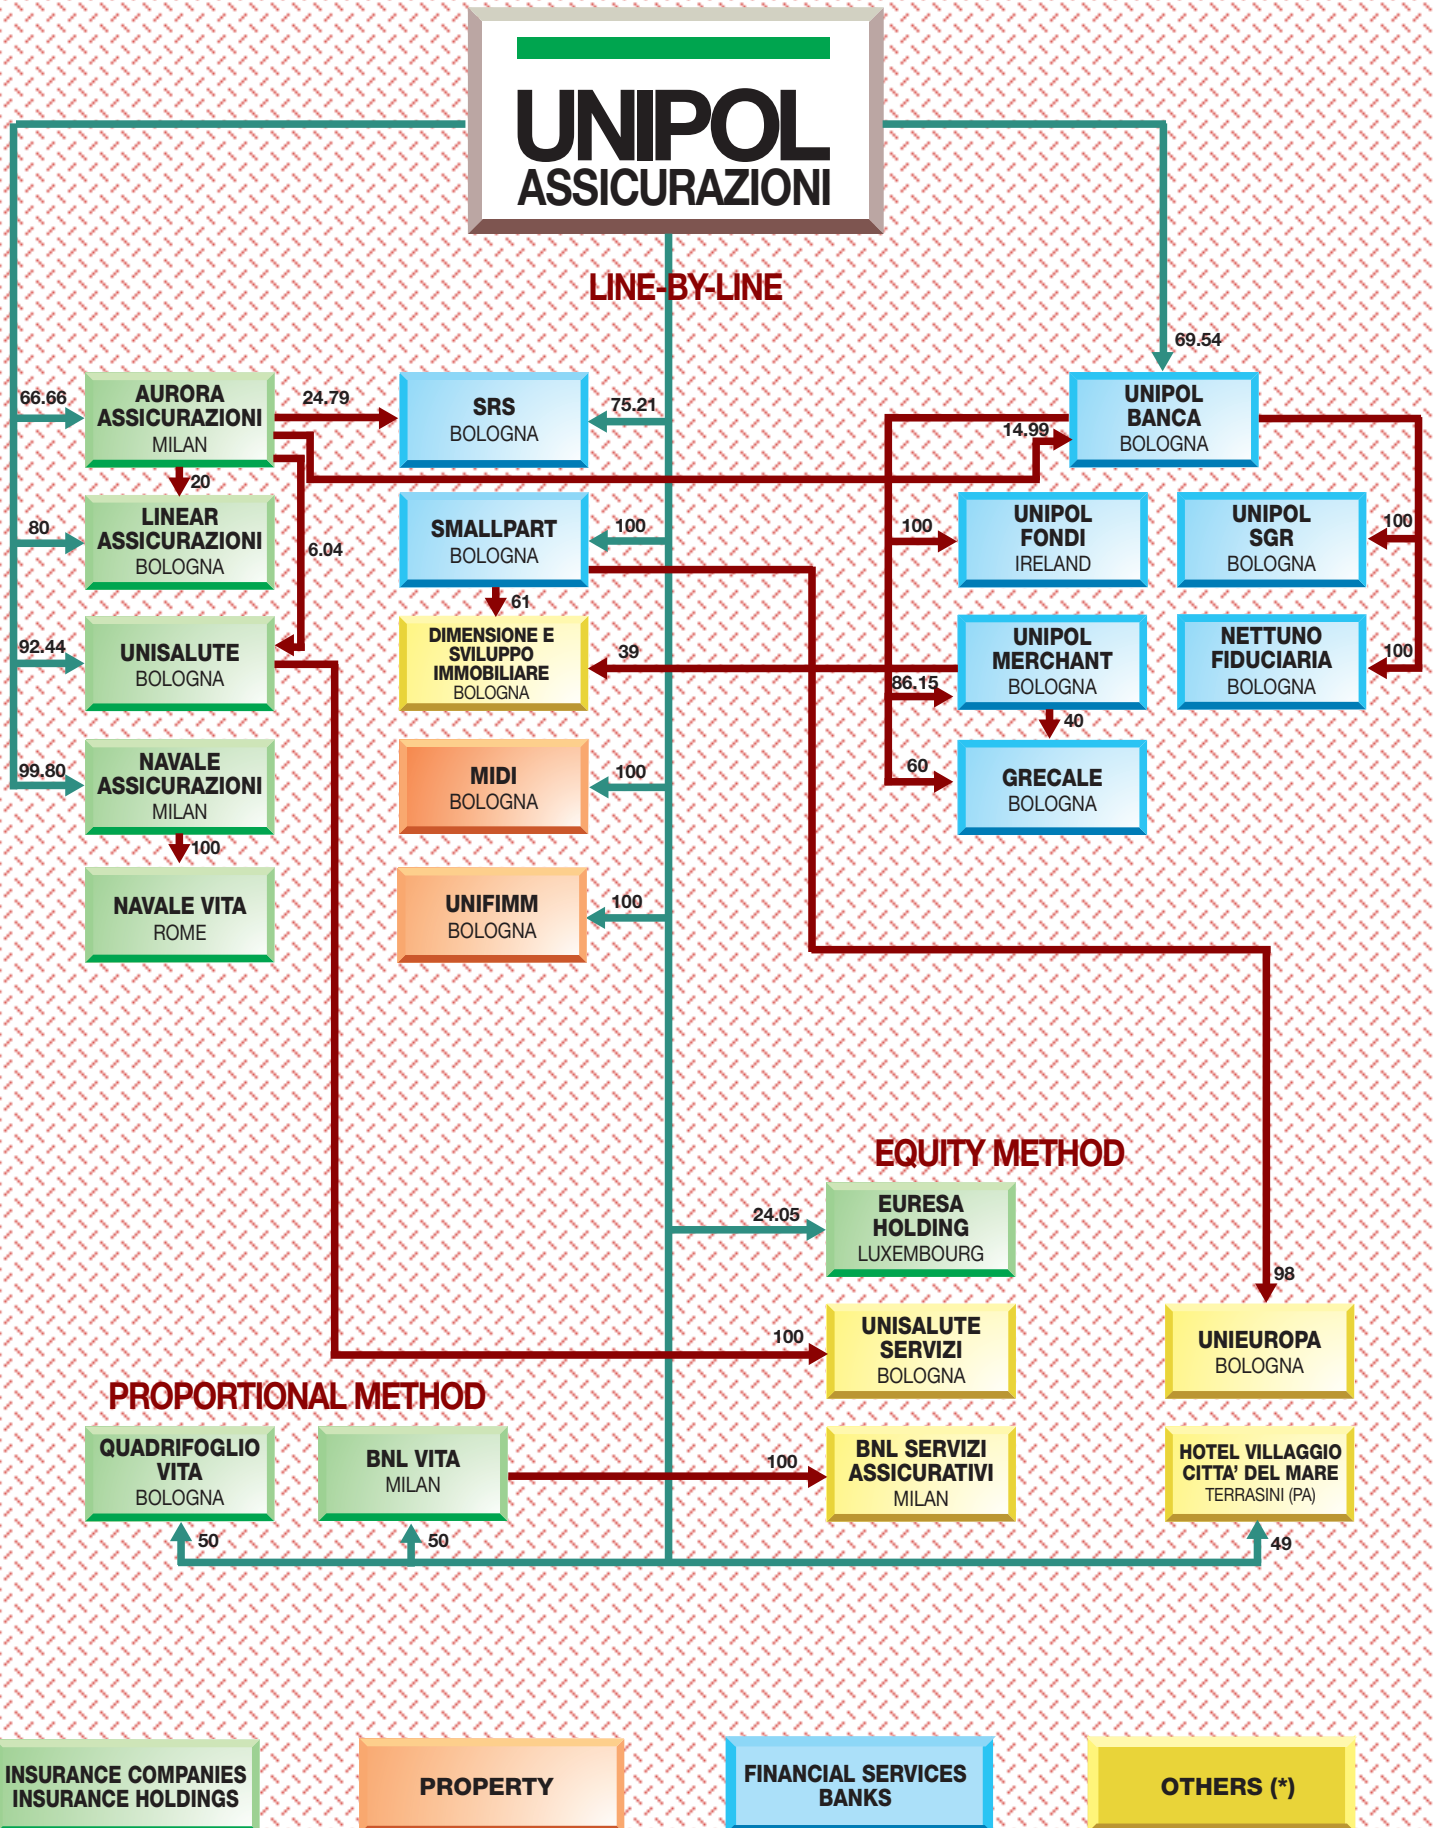 UNIPOL
ASSICURAZIONI
LINE-BY-LINE
69.54
66.66
AURORA
ASSICURAZIONI
MILAN
24.79
SRS
BOLOGNA
75.21
UNIPOL
BANCA
BOLOGNA
14.99
20
80
LINEAR
ASSICURAZIONI
BOLOGNA
6.04
SMALLPART
BOLOGNA
100
100
UNIPOL
FONDI
IRELAND
UNIPOL
SGR
BOLOGNA
100
61
92.44
UNISALUTE
BOLOGNA
DIMENSIONE E
SVILUPPO
IMMOBILIARE
BOLOGNA
39
86.15
UNIPOL
MERCHANT
BOLOGNA
NETTUNO
FIDUCIARIA
BOLOGNA
100
40
99.80
NAVALE
ASSICURAZIONI
MILAN
MIDI
BOLOGNA
100
60
GRECALE
BOLOGNA
100
NAVALE VITA
ROME
UNIFIMM
BOLOGNA
100
EQUITY METHOD
24.05
EURESA
HOLDING
LUXEMBOURG
98
100
UNISALUTE
SERVIZI
BOLOGNA
UNIEUROPA
BOLOGNA
PROPORTIONAL METHOD
QUADRIFOGLIO
VITA
BOLOGNA
BNL VITA
MILAN
100
BNL SERVIZI
ASSICURATIVI
MILAN
HOTEL VILLAGGIO
CITTA' DEL MARE
TERRASINI (PA)
50
50
49
INSURANCE COMPANIES
INSURANCE HOLDINGS
PROPERTY
FINANCIAL SERVICES
BANKS
OTHERS (*)